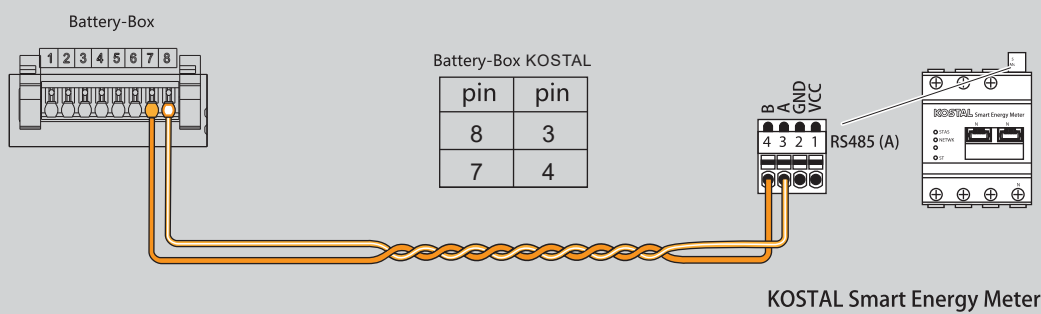 Battery-Box
1 2 3 4 5 6 7 8
Battery-Box KOSTAL
pin pin
8 3
7 4
B A GND VCC
4 3 2 1
RS485 (A)
KOSTAL Smart Energy Meter
N N
STAS
NETWK
ST
N
KOSTAL Smart Energy Meter